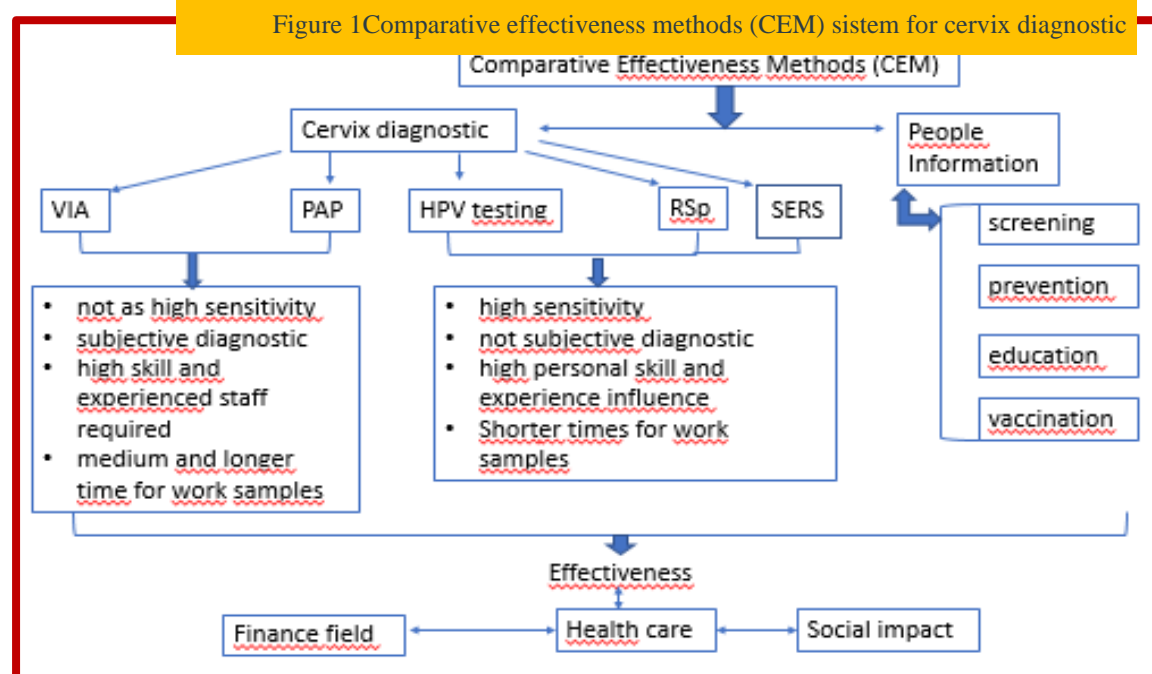 Figure 1Comparative effectiveness methods (CEM) sistem for cervix diagnostic
Comparative Effectiveness Methods (CEM)
Cervix diagnostic
People
Information
VIA
PAP
HPV testing
RSp
SERS
screening
prevention
education
vaccination
• not as high sensitivity
• subjective diagnostic
• high skill and
experienced staff
required
• medium and longer
time for work samples
• high sensitivity
• not subjective diagnostic
• high personal skill and
experience influence
• Shorter times for work
samples
Effectiveness
Finance field
Health care
Social impact